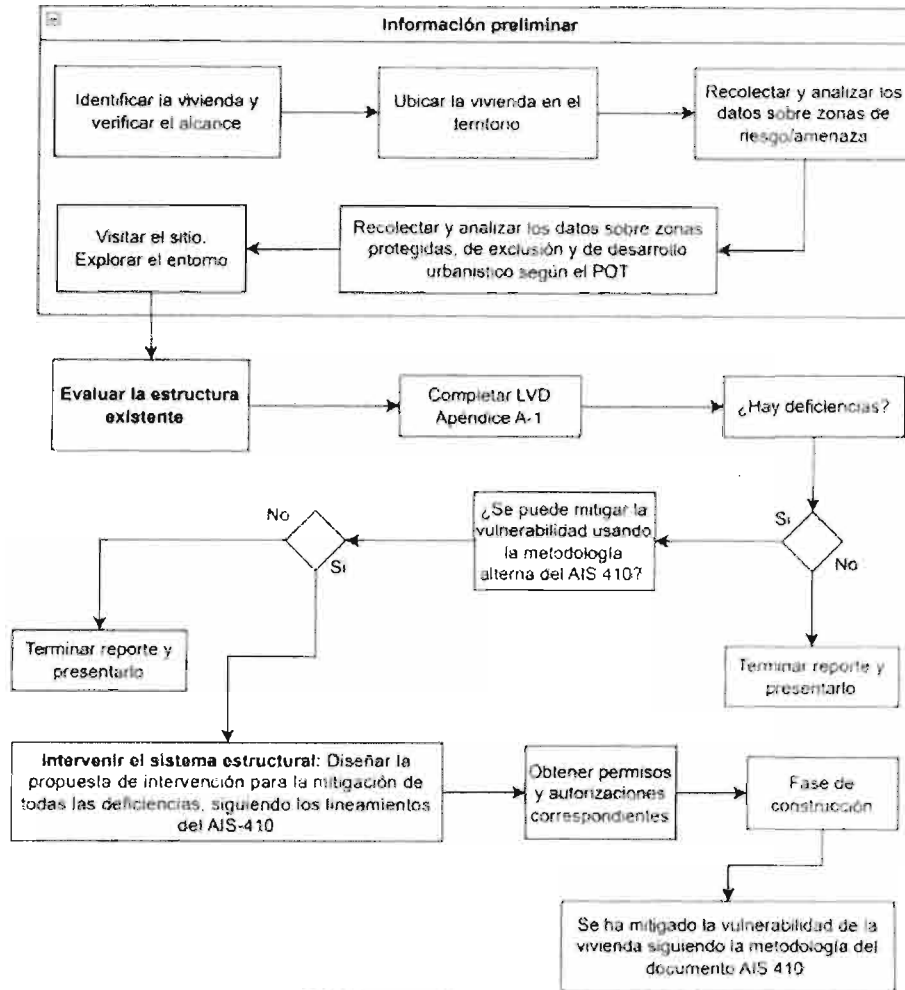 Información preliminar
Identificar la vivienda y
verificar el alcance
Ubicar la vivienda en el
territorio
Recolectar y analizar los
datos sobre zonas de
riesgo/amenaza
Recolectar y analizar los datos sobre zonas
protegidas, de exclusión y de desarrollo
urbanístico según el POT
Visitar el sitio.
Explorar el entorno
Evaluar la estructura
existente
Completar LVD
Apéndice A-1
¿Hay deficiencias?
Si
No
¿Se puede mitigar la
vulnerabilidad usando
la metodología
alterna del AIS 410?
No
Si
Terminar reporte y
presentarlo
Terminar reporte y
presentarlo
Intervenir el sistema estructural: Diseñar la
propuesta de intervención para la mitigación de
todas las deficiencias, siguiendo los lineamientos
del AIS-410
Obtener permisos
y autorizaciones
correspondientes
Fase de
construcción
Se ha mitigado la vulnerabilidad de la
vivienda siguiendo la metodología del
documento AIS 410